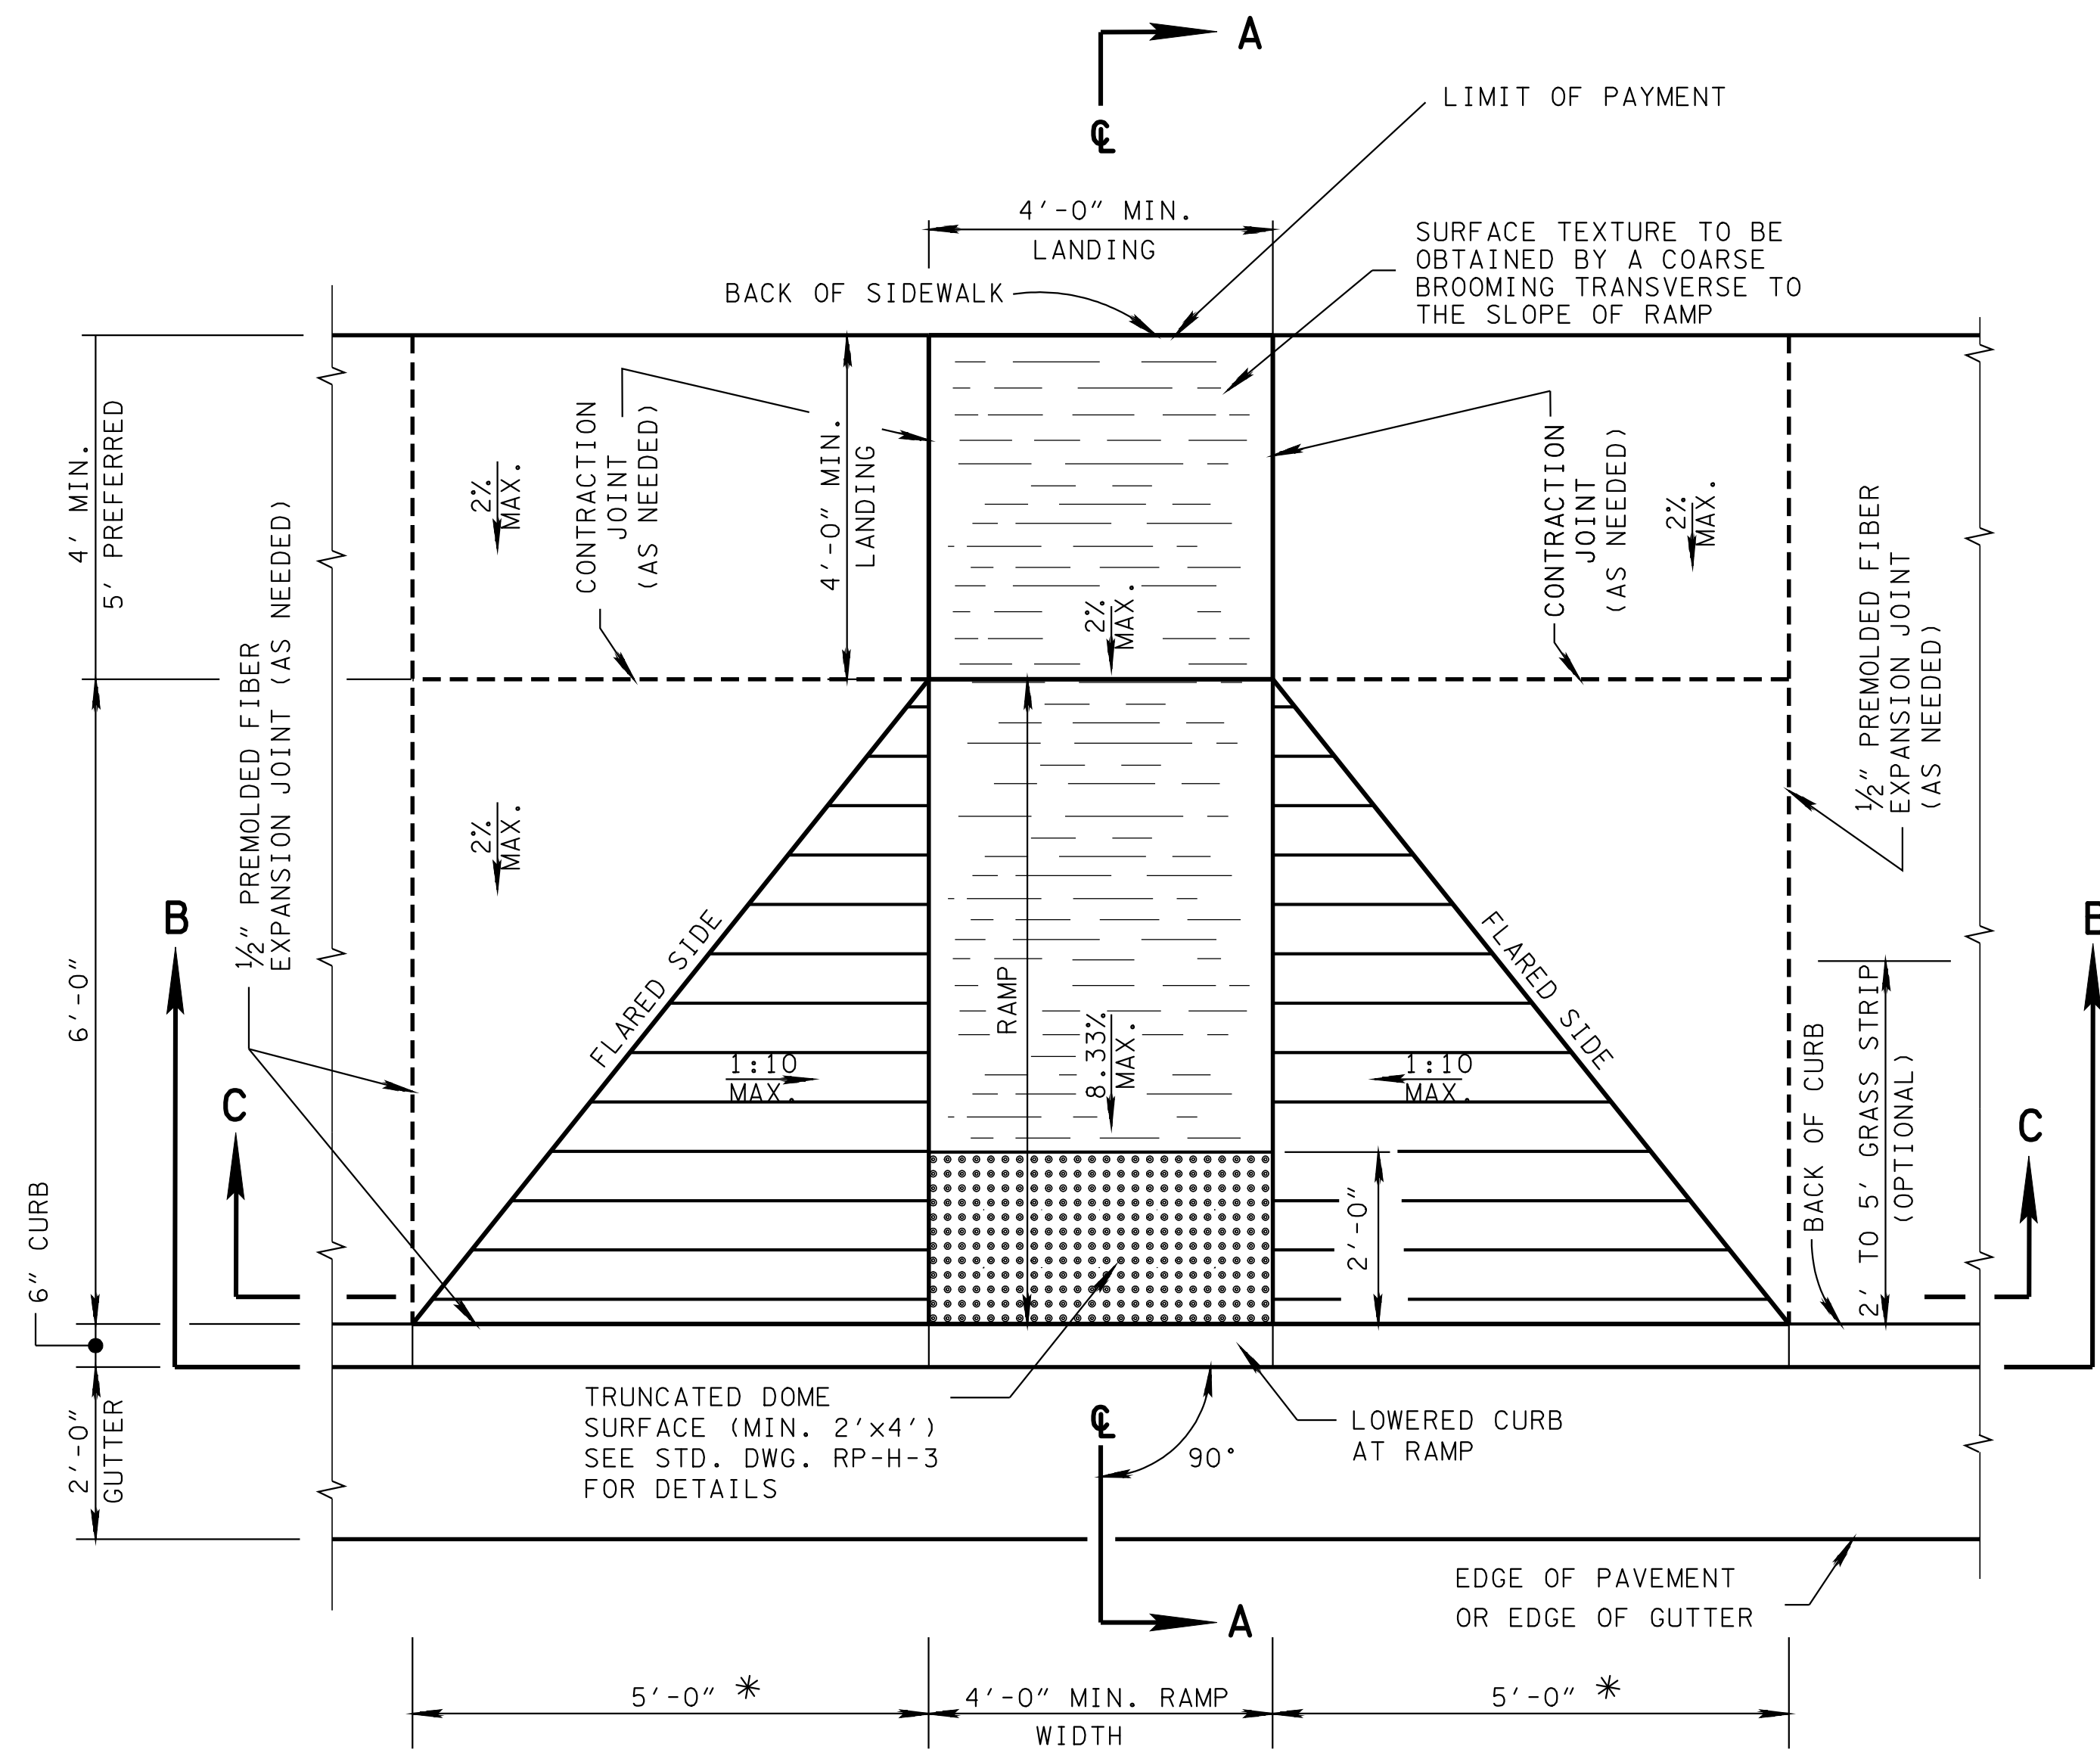 A
℄
LIMIT OF PAYMENT
4'-0" MIN.
LANDING
SURFACE TEXTURE TO BE
OBTAINED BY A COARSE
BROOMING TRANSVERSE TO
THE SLOPE OF RAMP
BACK OF SIDEWALK
4' MIN.
5' PREFERRED
2%
MAX.
CONTRACTION
JOINT
(AS NEEDED)
4'-0" MIN.
LANDING
2%
MAX.
CONTRACTION
JOINT
(AS NEEDED)
2%
MAX.
½" PREMOLDED FIBER
EXPANSION JOINT (AS NEEDED)
½" PREMOLDED FIBER
EXPANSION JOINT
(AS NEEDED)
2%
MAX.
6'-0"
B
B
FLARED SIDE
FLARED SIDE
RAMP
8.33%
MAX.
1:10
MAX.
1:10
MAX.
C
C
BACK OF CURB
2' TO 5' GRASS STRIP
(OPTIONAL)
6" CURB
2'-0"
2'-0"
GUTTER
TRUNCATED DOME
SURFACE (MIN. 2'x4')
SEE STD. DWG. RP-H-3
FOR DETAILS
℄
90°
LOWERED CURB
AT RAMP
EDGE OF PAVEMENT
OR EDGE OF GUTTER
A
5'-0" *
4'-0" MIN. RAMP
WIDTH
5'-0" *